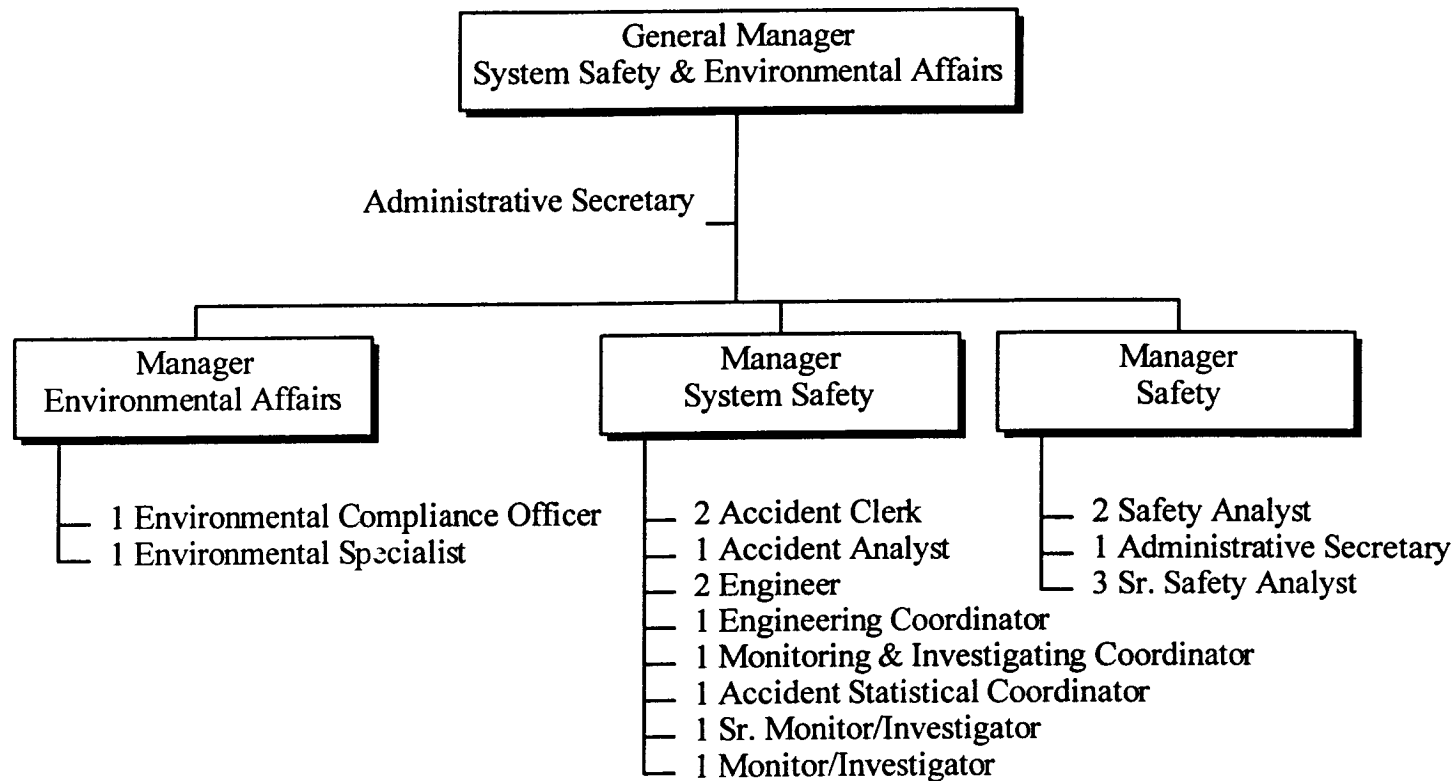 General Manager
System Safety & Environmental Affairs
Administrative Secretary
Manager
Environmental Affairs
Manager
System Safety
Manager
Safety
1 Environmental Compliance Officer
1 Environmental Specialist
2 Accident Clerk
1 Accident Analyst
2 Engineer
1 Engineering Coordinator
1 Monitoring & Investigating Coordinator
1 Accident Statistical Coordinator
1 Sr. Monitor/Investigator
1 Monitor/Investigator
2 Safety Analyst
1 Administrative Secretary
3 Sr. Safety Analyst